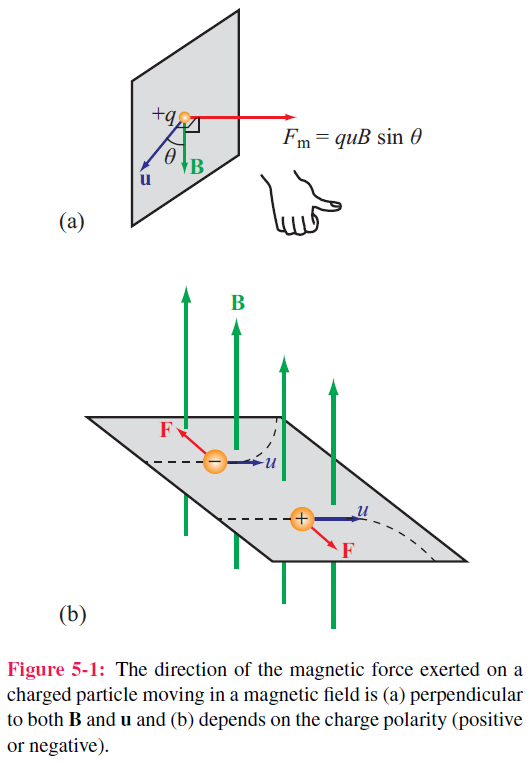 +q
θ
B
u
Fm = quB sin θ
(a)
B
F
−
u
+
u
F
(b)
Figure 5-1: The direction of the magnetic force exerted on a
charged particle moving in a magnetic field is (a) perpendicular
to both B and u and (b) depends on the charge polarity (positive
or negative).